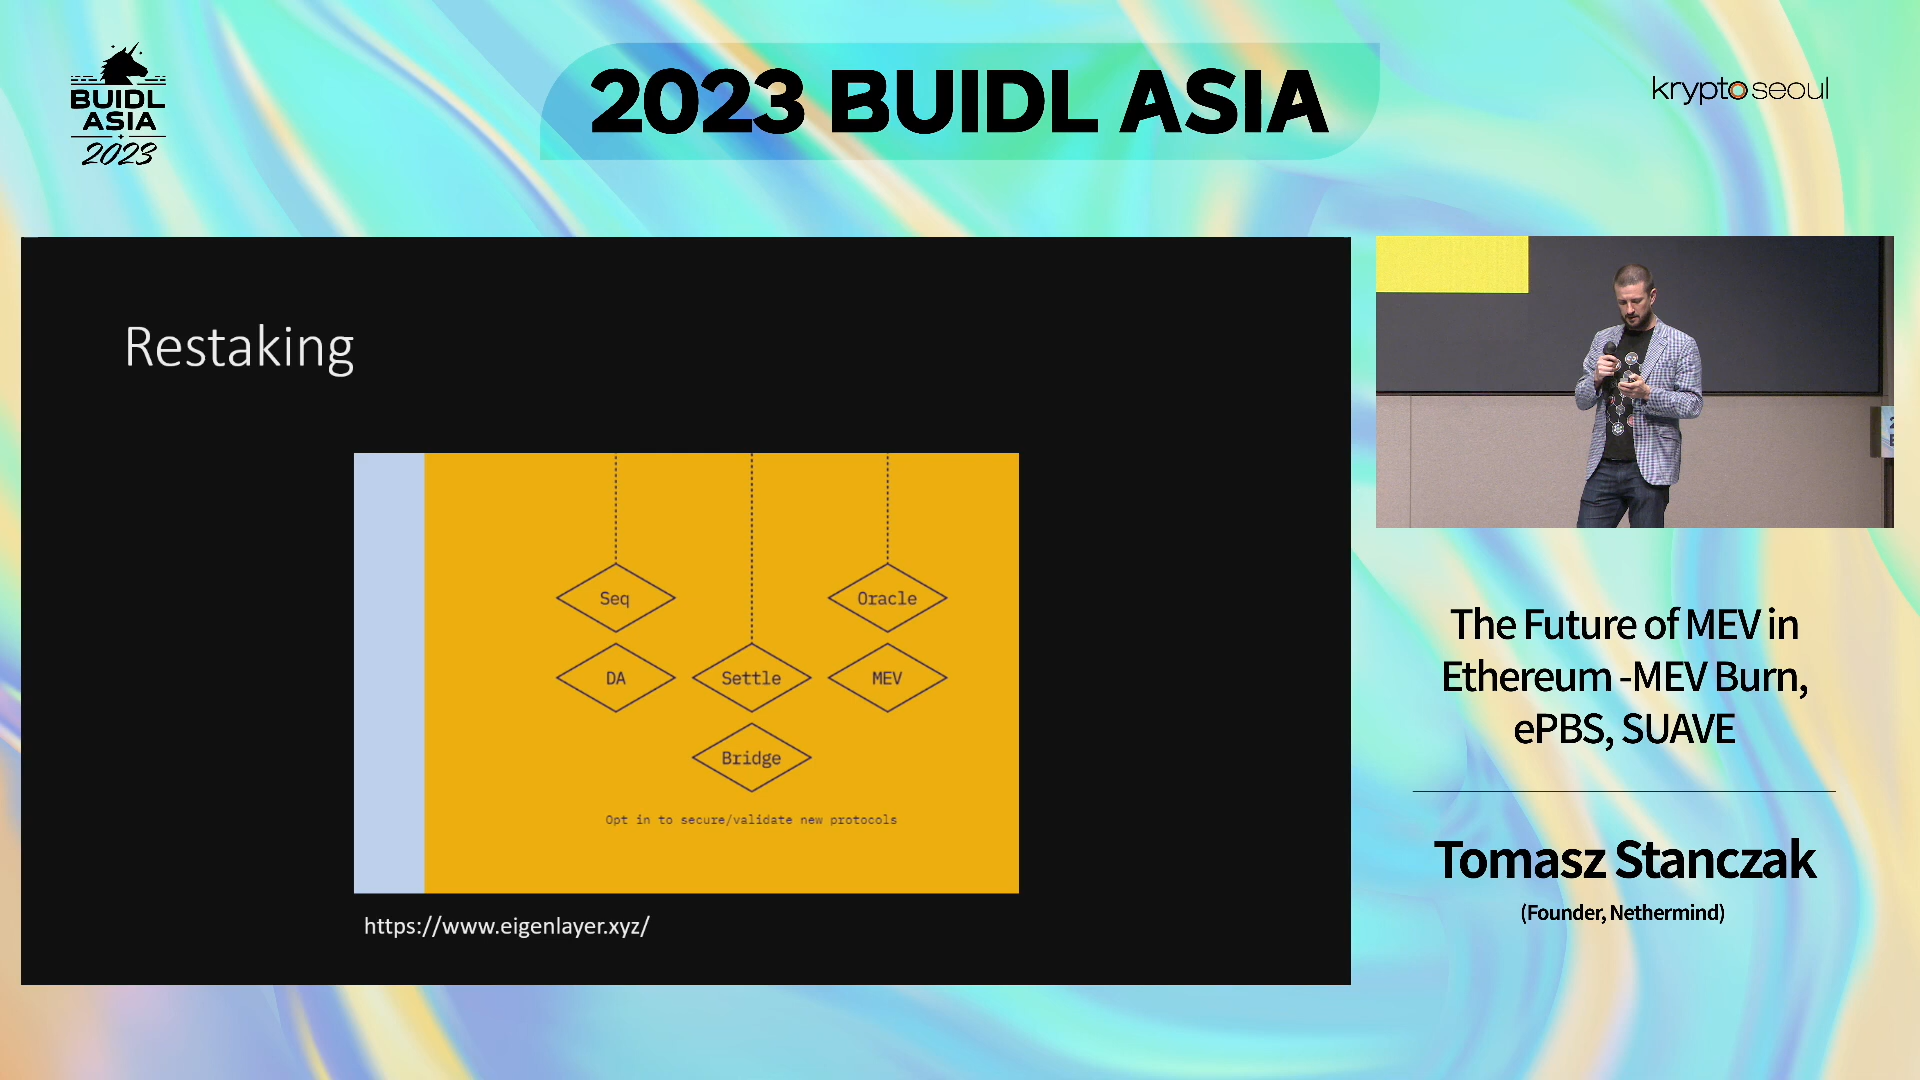 BUIDL
ASIA
2023
2023 BUIDL ASIA
kryptoseoul
Restaking
Seq
Oracle
DA
Settle
MEV
Bridge
Opt in to secure/validate new protocols
https://www.eigenlayer.xyz/
The Future of MEV in
Ethereum -MEV Burn,
ePBS, SUAVE
Tomasz Stanczak
(Founder, Nethermind)